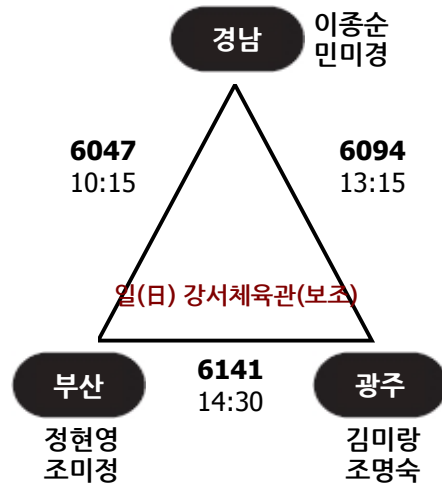 경남
이종순
민미경
6047
10:15
6094
13:15
일(日) 강서체육관(보조)
부산
6141
14:30
광주
정현영
조미정
김미랑
조명숙